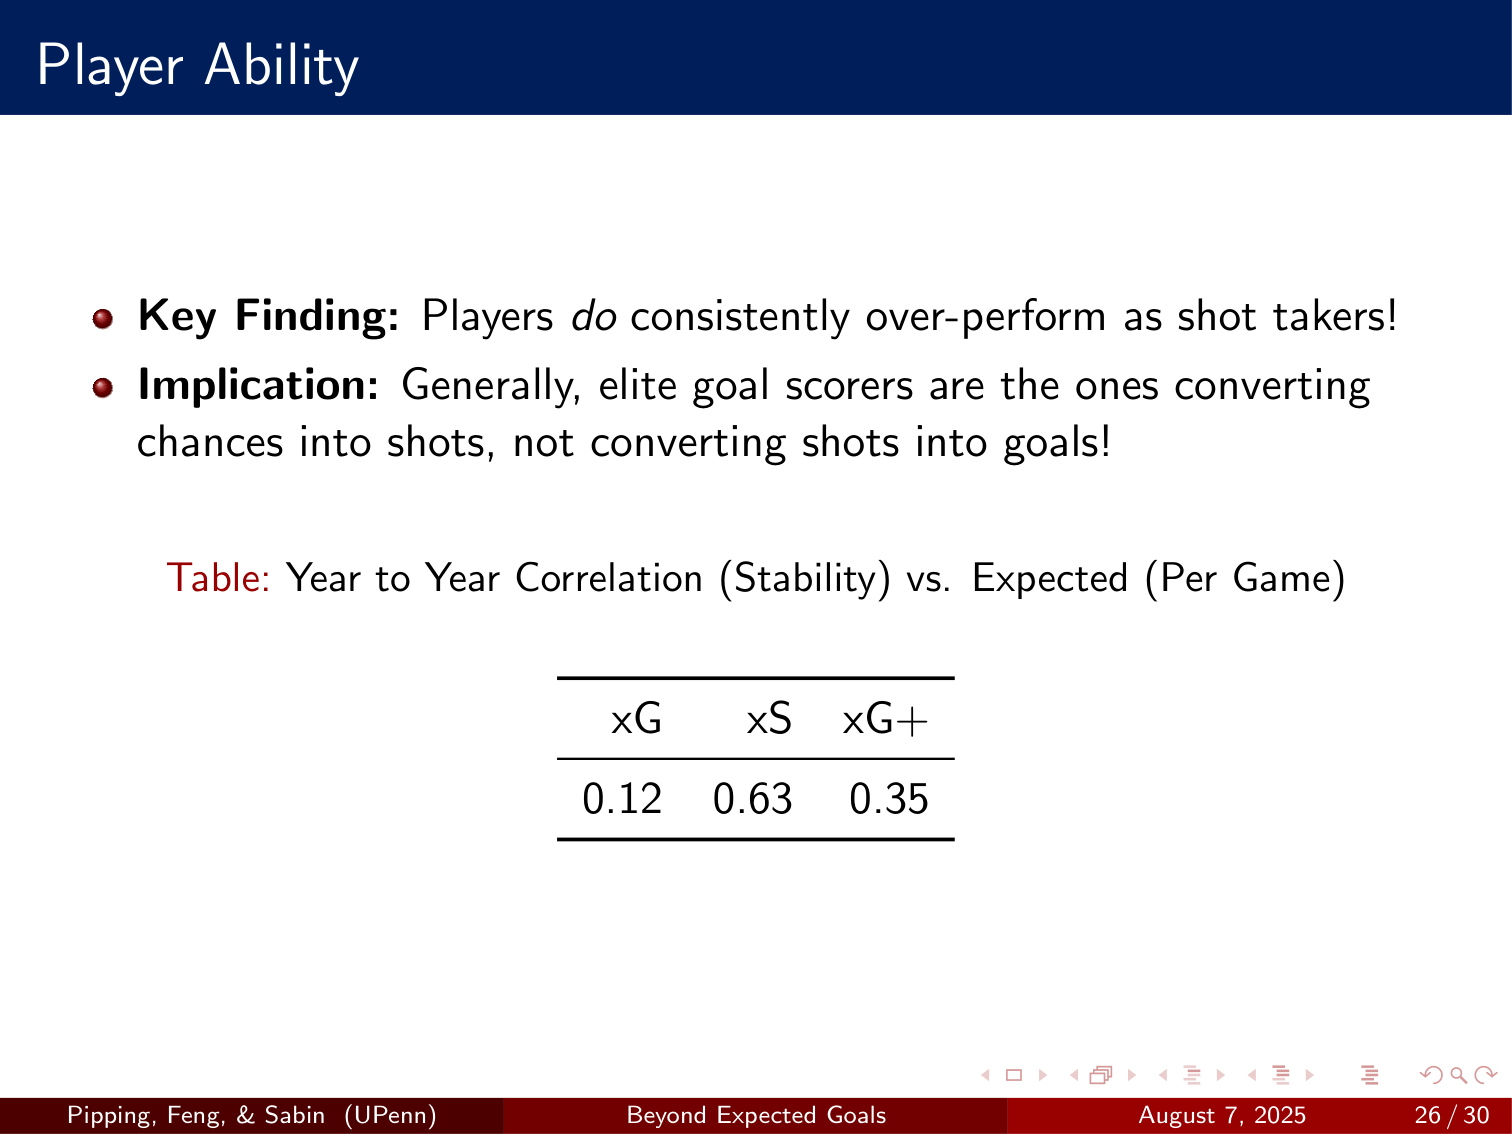 Player Ability
Key Finding: Players do consistently over-perform as shot takers!
Implication: Generally, elite goal scorers are the ones converting
chances into shots, not converting shots into goals!
Table: Year to Year Correlation (Stability) vs. Expected (Per Game)
xG xS xG+
0.12 0.63 0.35
Pipping, Feng, & Sabin (UPenn) Beyond Expected Goals August 7, 2025 26 / 30